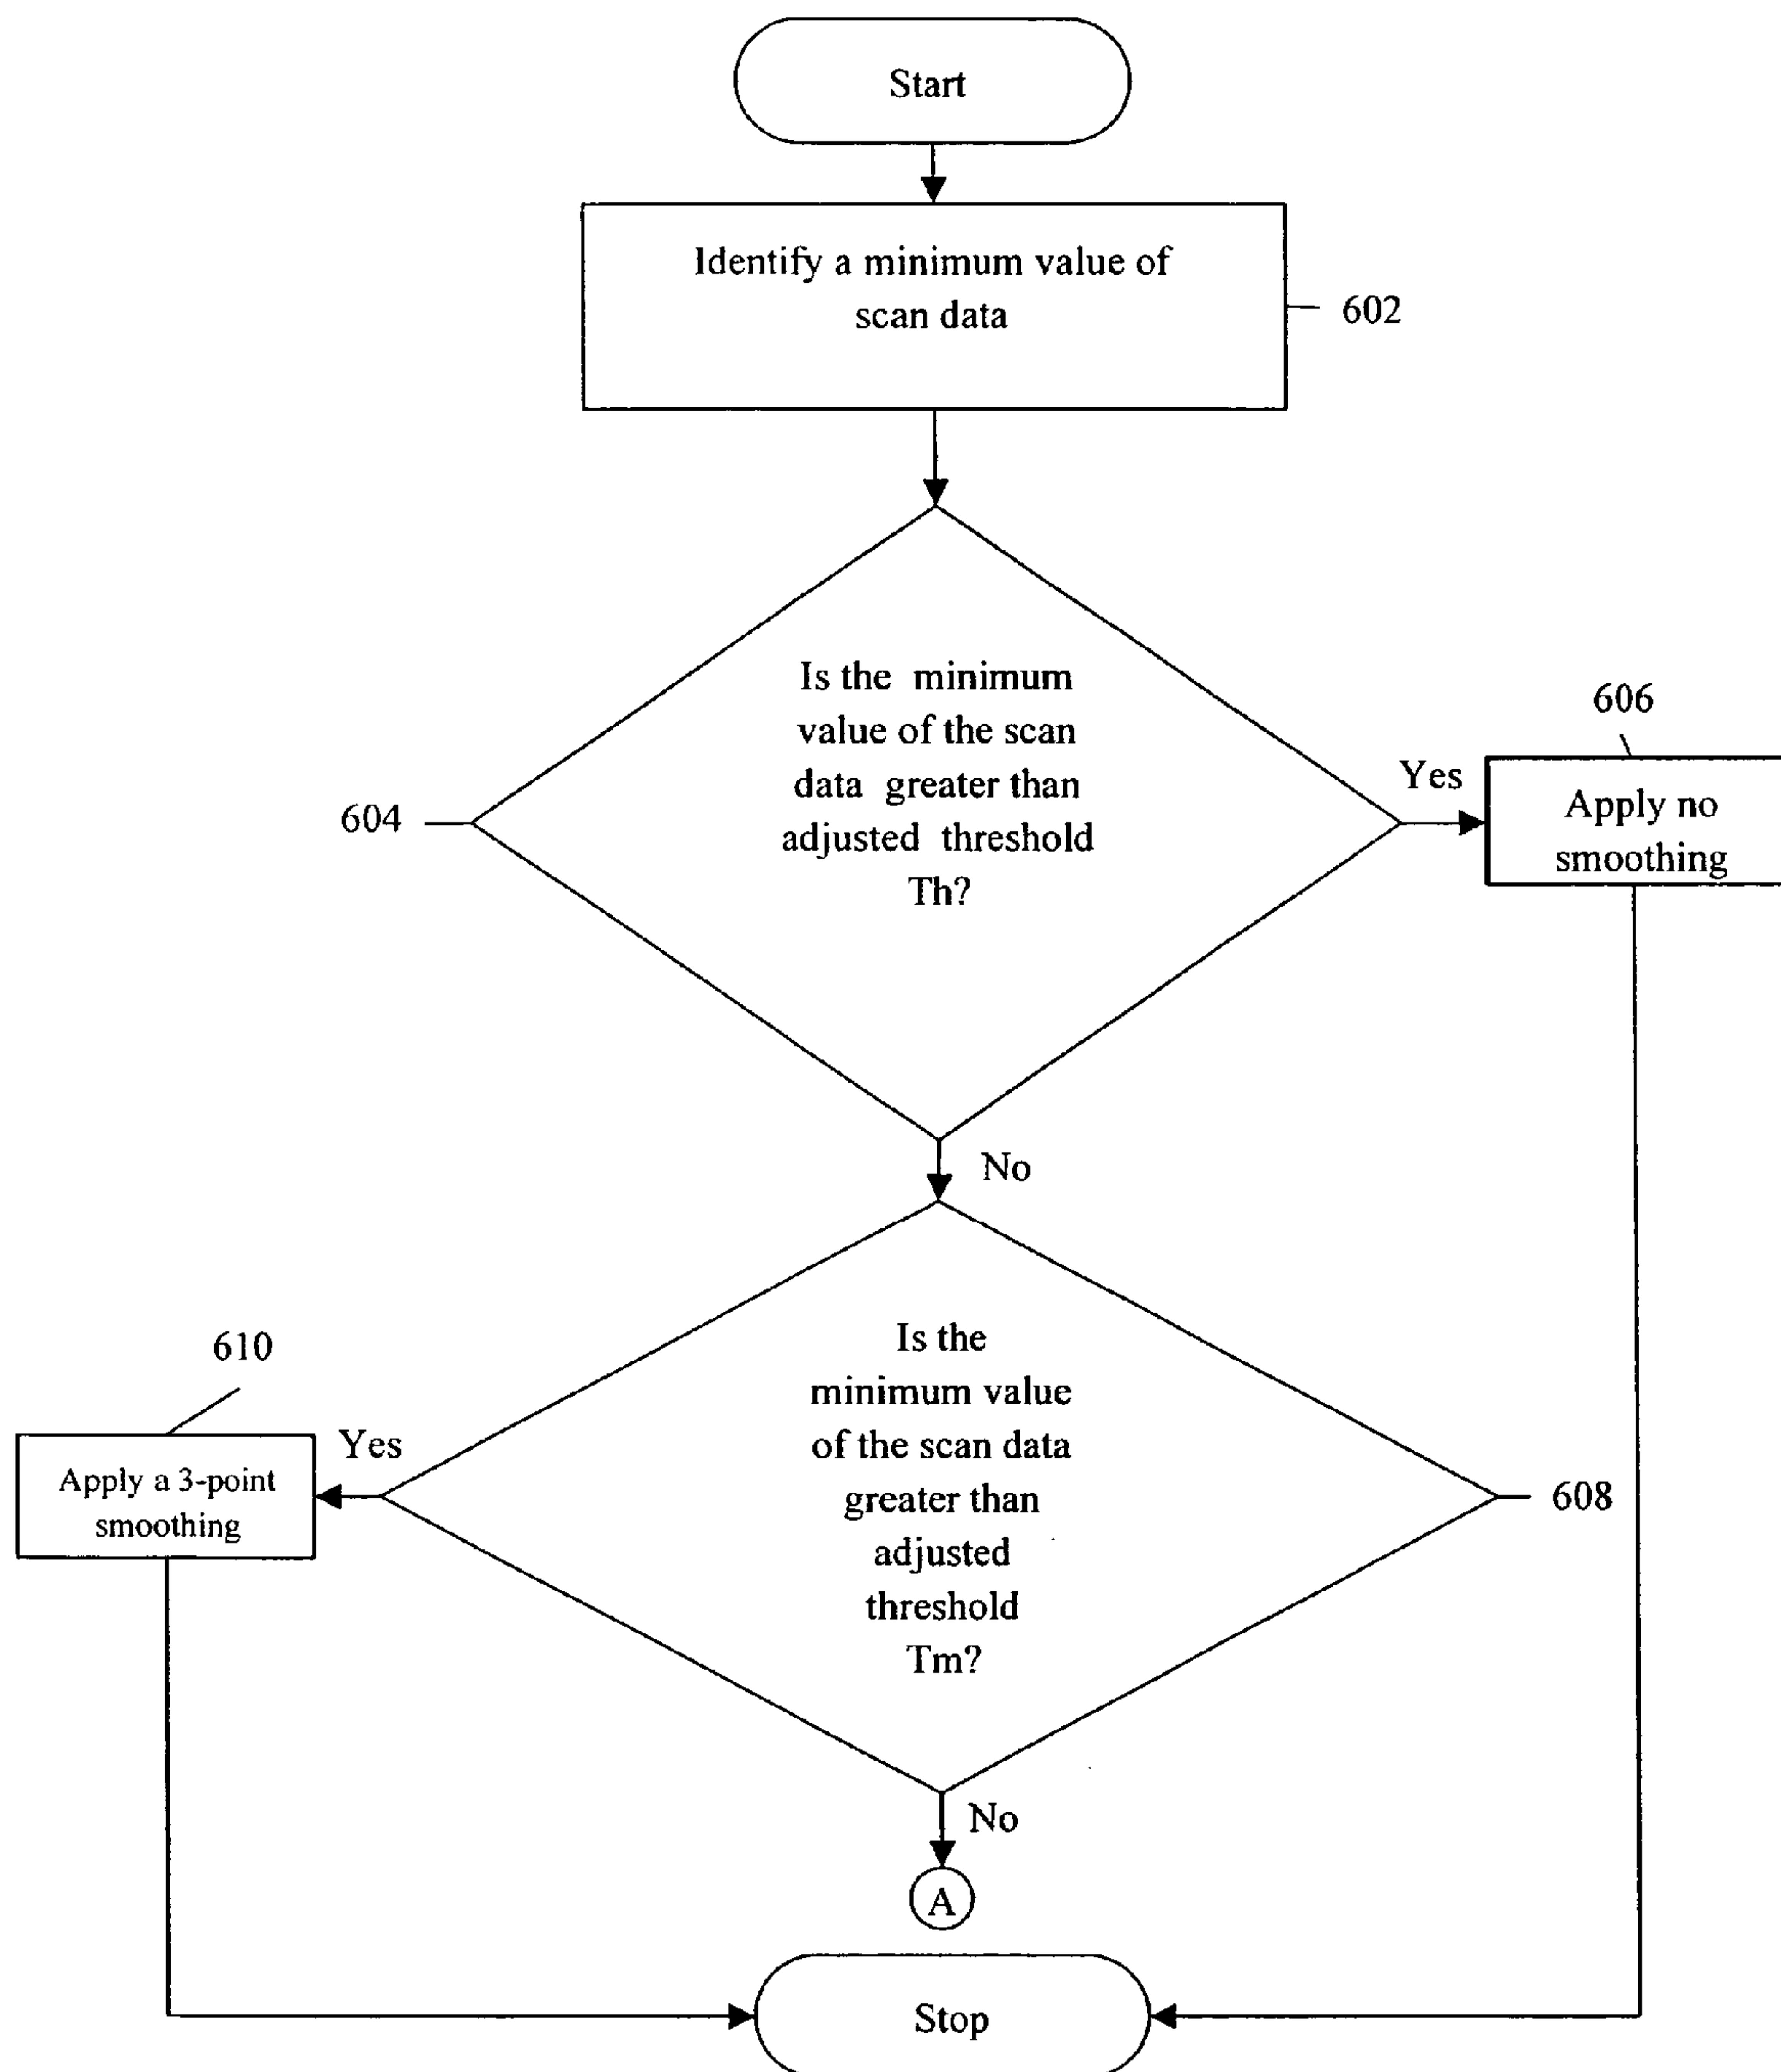 Start
Identify a minimum value of
scan data
602
Is the minimum
value of the scan
data greater than
adjusted threshold
Th?
604
Yes
606
Apply no
smoothing
No
Is the
minimum value
of the scan data
greater than
adjusted
threshold
Tm?
608
610
Yes
Apply a 3-point
smoothing
No
A
Stop